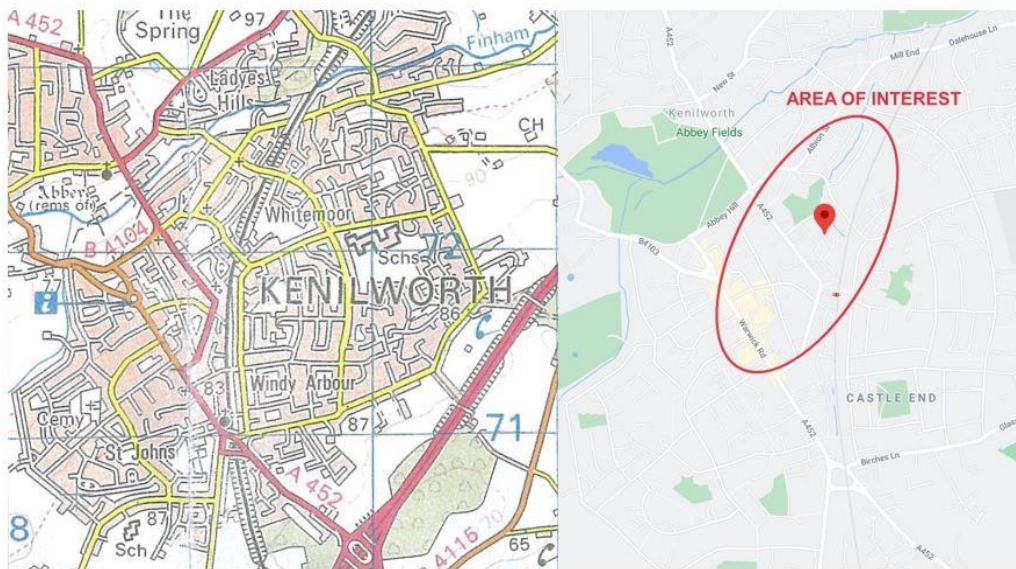 A 452
The
Spring
97
Finham
Ladyes
Hills
CH
90
Abbey
(rems of)
Whitemoor
B 4104
72
Schs
77
KENILWORTH
i
86
83
Windy Arbour
87
71
Cemy
St Johns
A 452
8
87
Sch
70
A 4115
65
A452
Mill End
Dalehouse Ln
New St
AREA OF INTEREST
Kenilworth
Abbey Fields
Albion St
Abbey Hill
A452
B4103
Warwick Rd
CASTLE END
A452
Birches Ln
Glas
A452